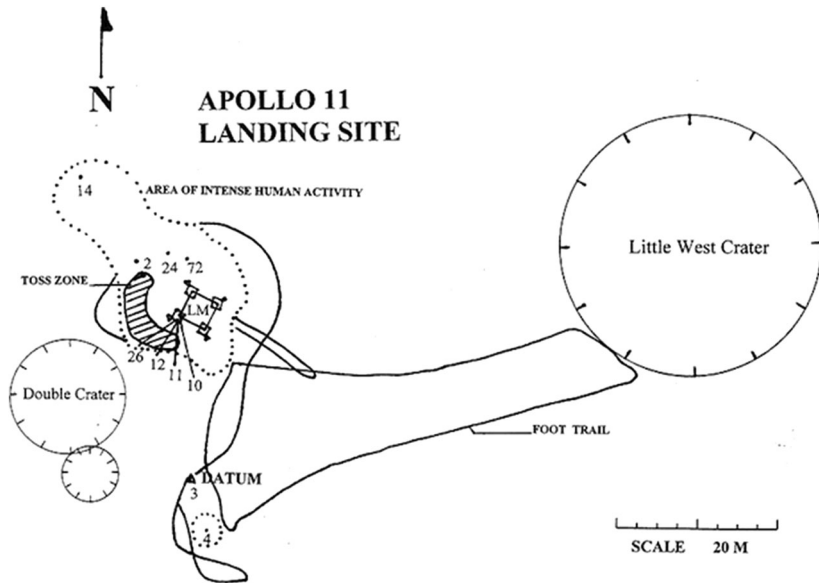 N
APOLLO 11
LANDING SITE
14
AREA OF INTENSE HUMAN ACTIVITY
2
24
72
TOSS ZONE
LM
Little West Crater
26
12
11
10
Double Crater
FOOT TRAIL
DATUM
3
4
SCALE 20 M